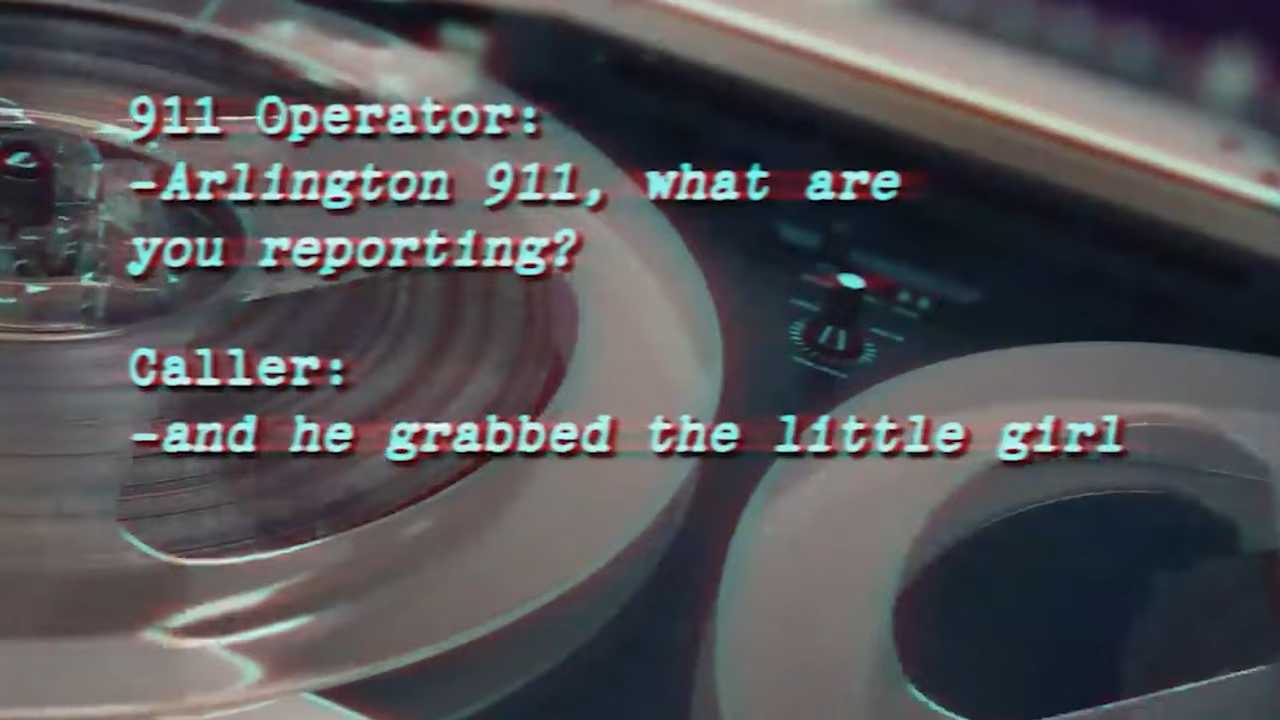 911 Operator:
-Arlington 911, what are
you reporting?
Caller:
-and he grabbed the little girl